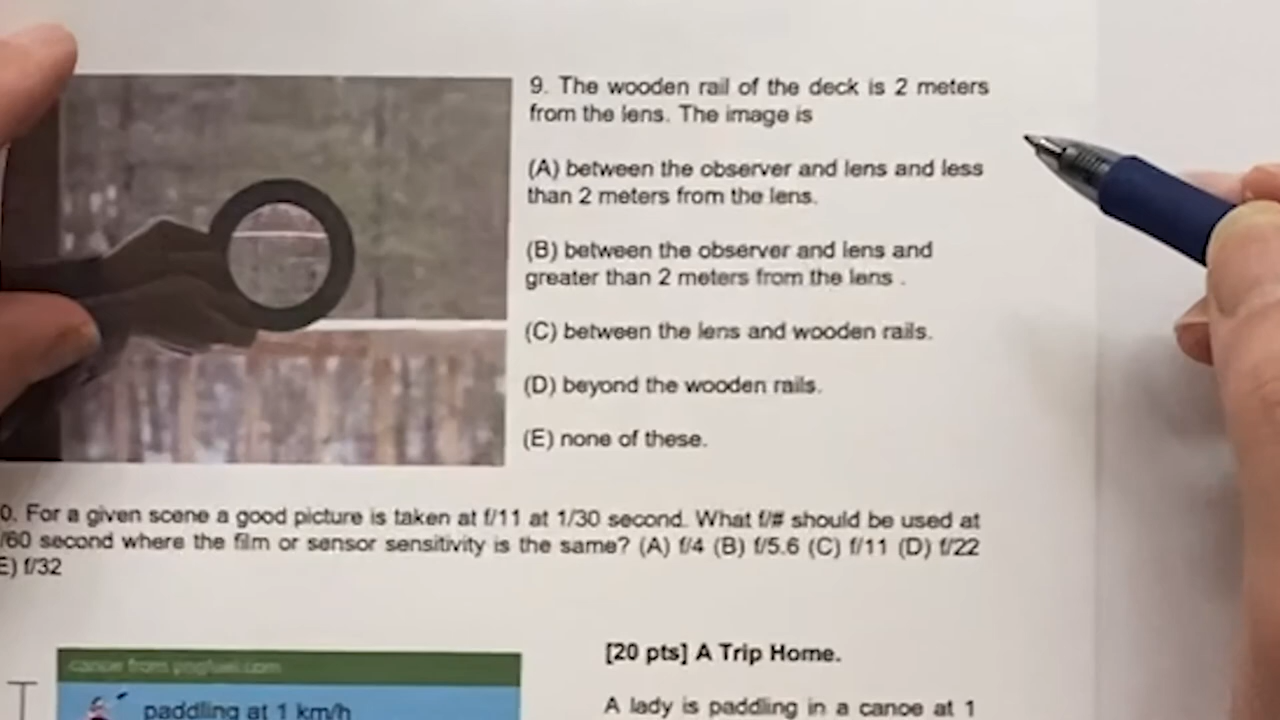 9. The wooden rail of the deck is 2 meters
from the lens. The image is
(A) between the observer and lens and less
than 2 meters from the lens.
(B) between the observer and lens and
greater than 2 meters from the lens .
(C) between the lens and wooden rails.
(D) beyond the wooden rails.
(E) none of these.
0. For a given scene a good picture is taken at f/11 at 1/30 second. What f/# should be used at
/60 second where the film or sensor sensitivity is the same? (A) f/4 (B) f/5.6 (C) f/11 (D) f/22
E) f/32
canoe from
paddling at 1 km/h
[20 pts] A Trip Home.
A lady is paddling in a canoe at 1